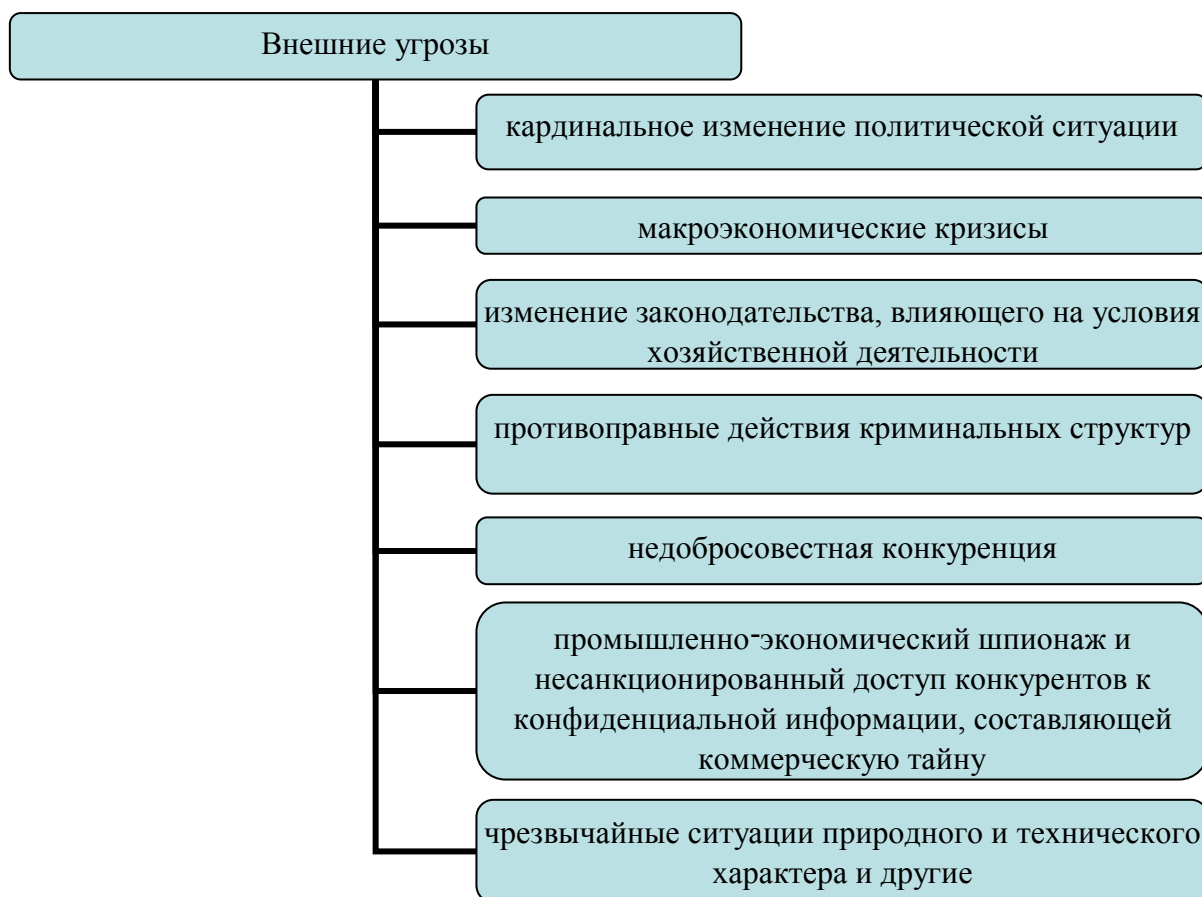 Внешние угрозы
кардинальное изменение политической ситуации
макроэкономические кризисы
изменение законодательства, влияющего на условия
хозяйственной деятельности
противоправные действия криминальных структур
недобросовестная конкуренция
промышленно-экономический шпионаж и
несанкционированный доступ конкурентов к
конфиденциальной информации, составляющей
коммерческую тайну
чрезвычайные ситуации природного и технического
характера и другие